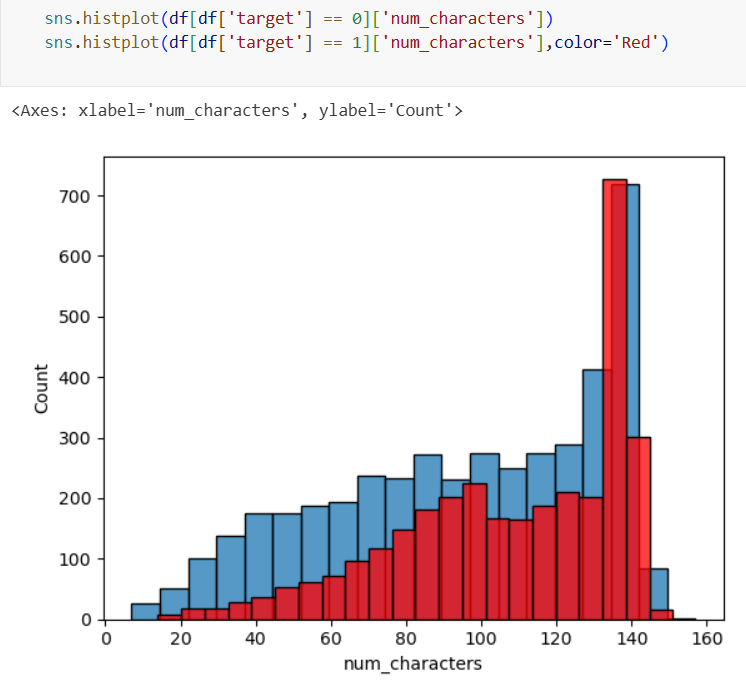 sns.histplot(df[df['target'] == 0]['num_characters'])
sns.histplot(df[df['target'] == 1]['num_characters'],color='Red')
<Axes: xlabel='num_characters', ylabel='Count'>
700
600
500
400
300
200
100
0
Count
0 20 40 60 80 100 120 140 160
num_characters